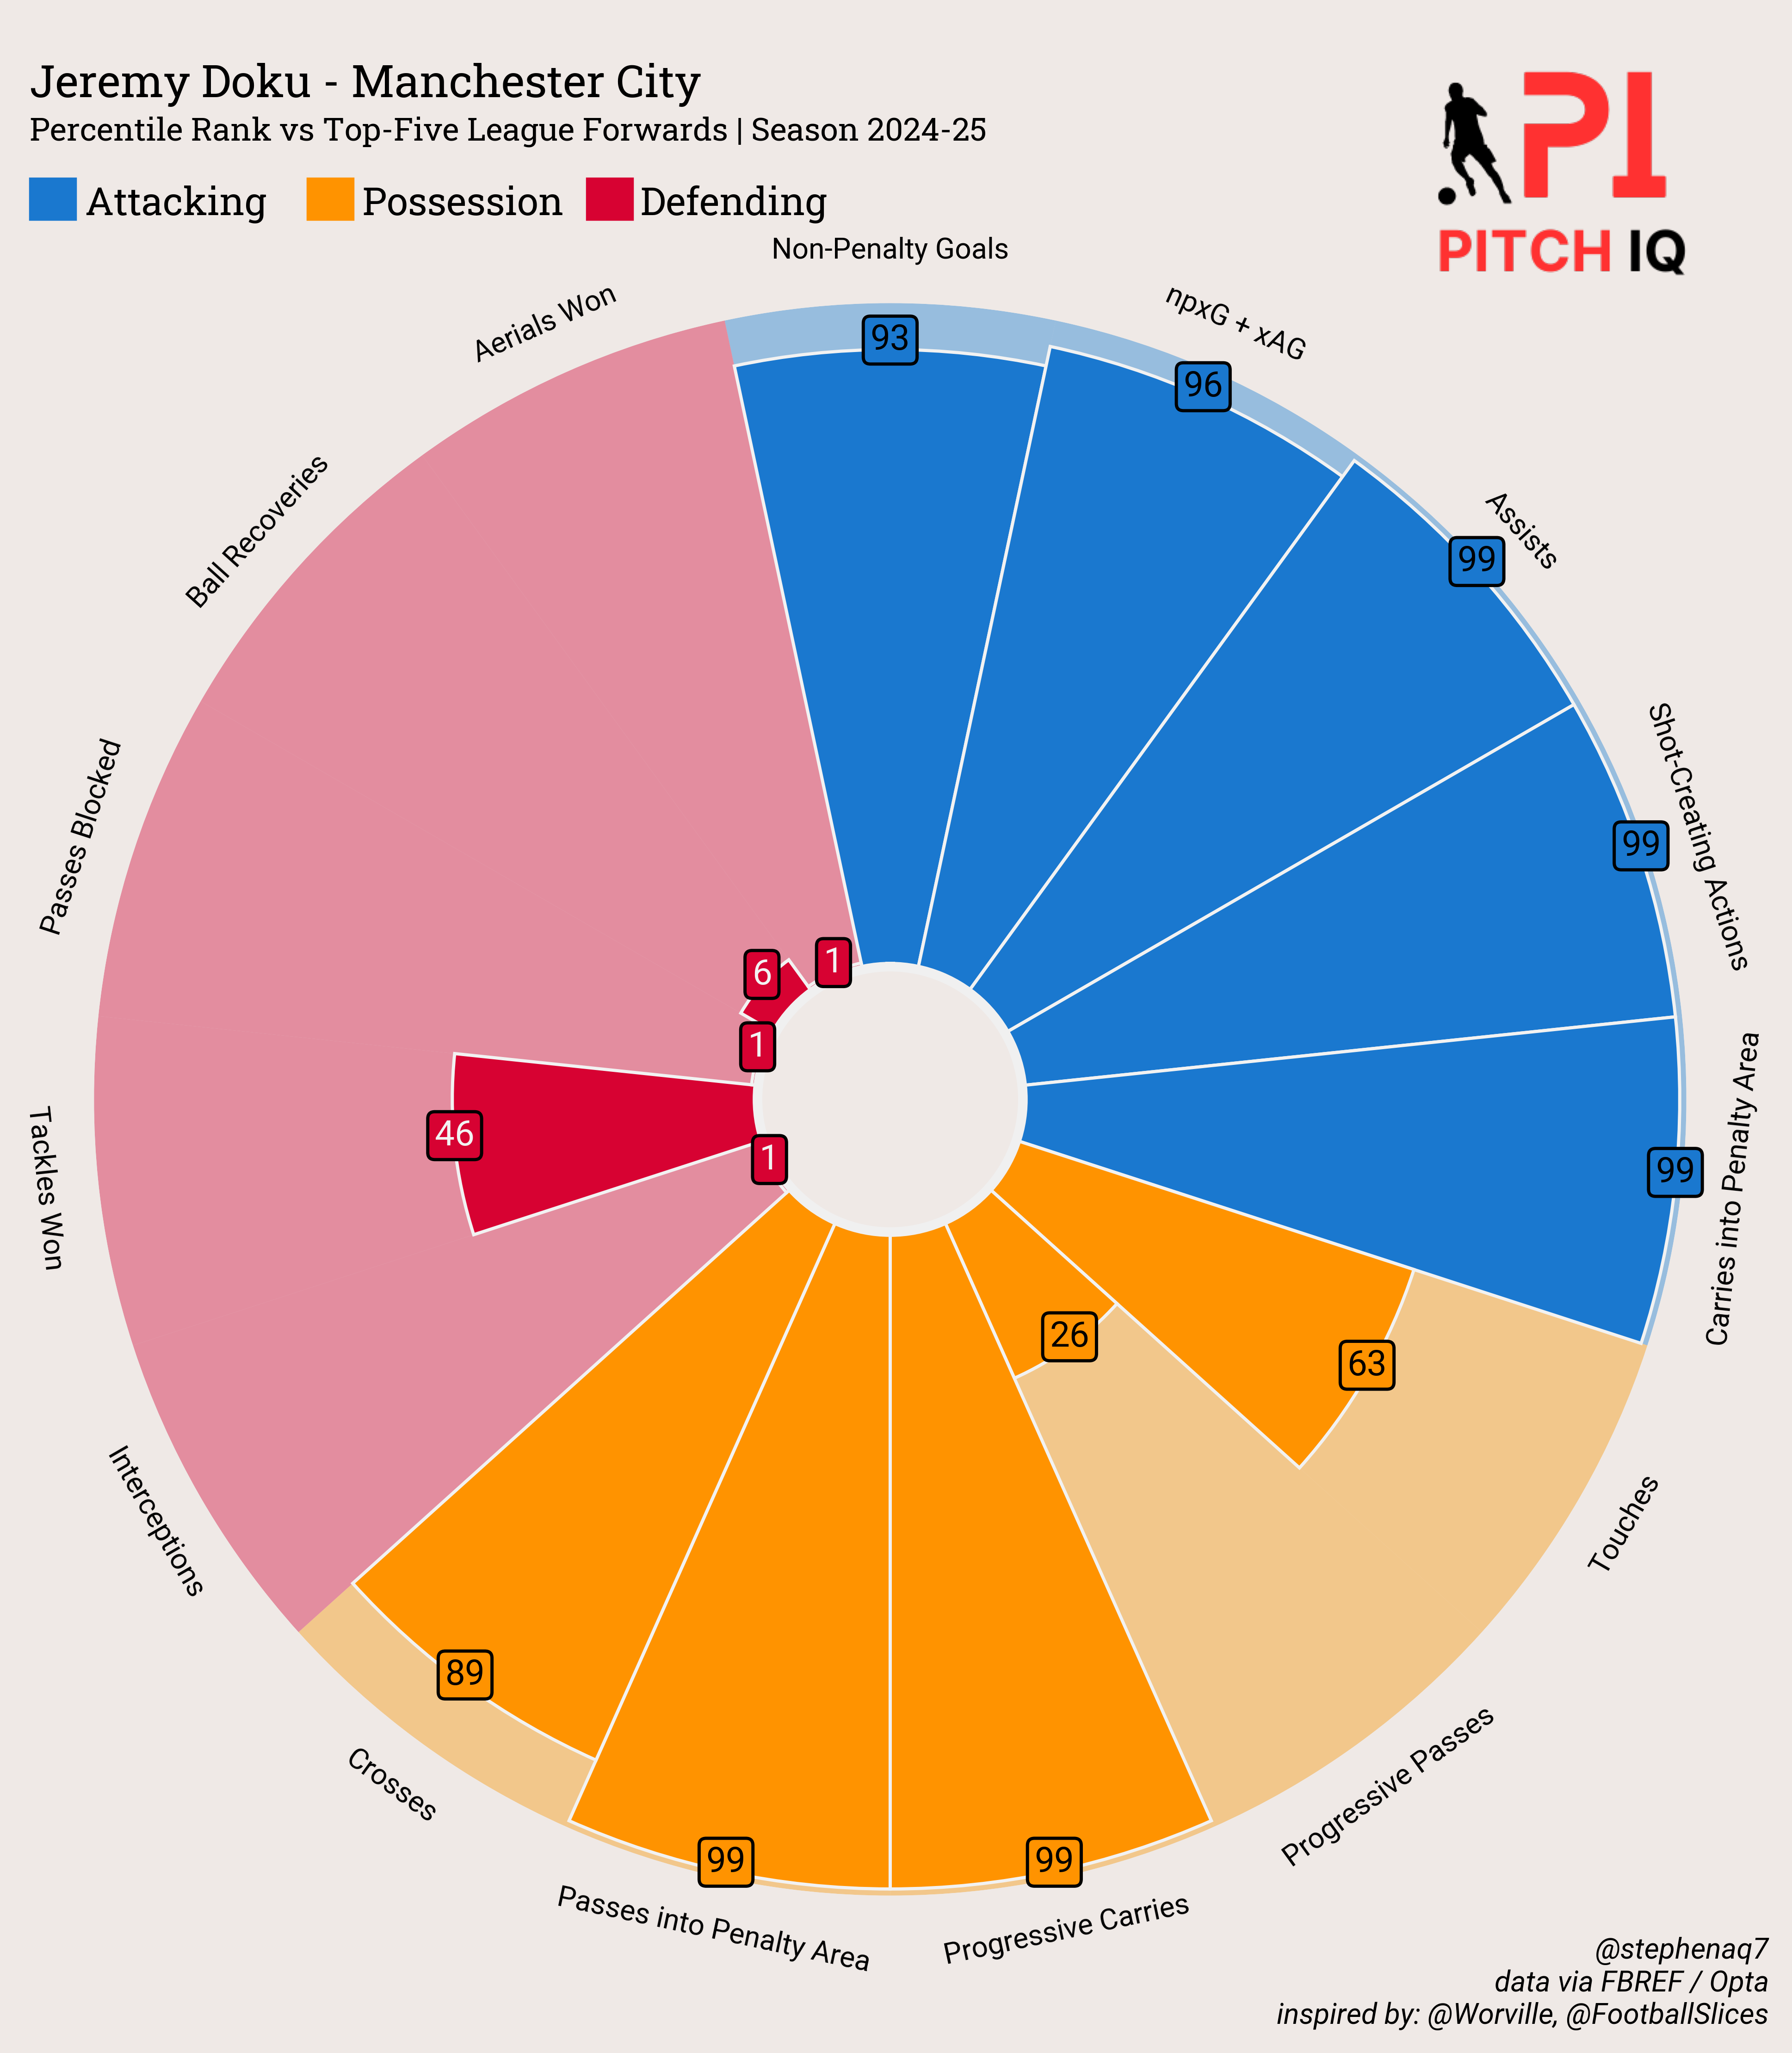 Jeremy Doku - Manchester City
Percentile Rank vs Top-Five League Forwards | Season 2024-25
Attacking Possession Defending
PI
PITCH IQ
Non-Penalty Goals
93
npxG + xAG
96
Assists
99
Shot-Creating Actions
99
Carries into Penalty Area
99
Touches
63
Progressive Passes
26
Progressive Carries
99
Passes into Penalty Area
99
Crosses
89
Interceptions
1
Tackles Won
46
Passes Blocked
1
Ball Recoveries
6
Aerials Won
1
@stephenaq7
data via FBREF / Opta
inspired by: @Worville, @FootballSlices